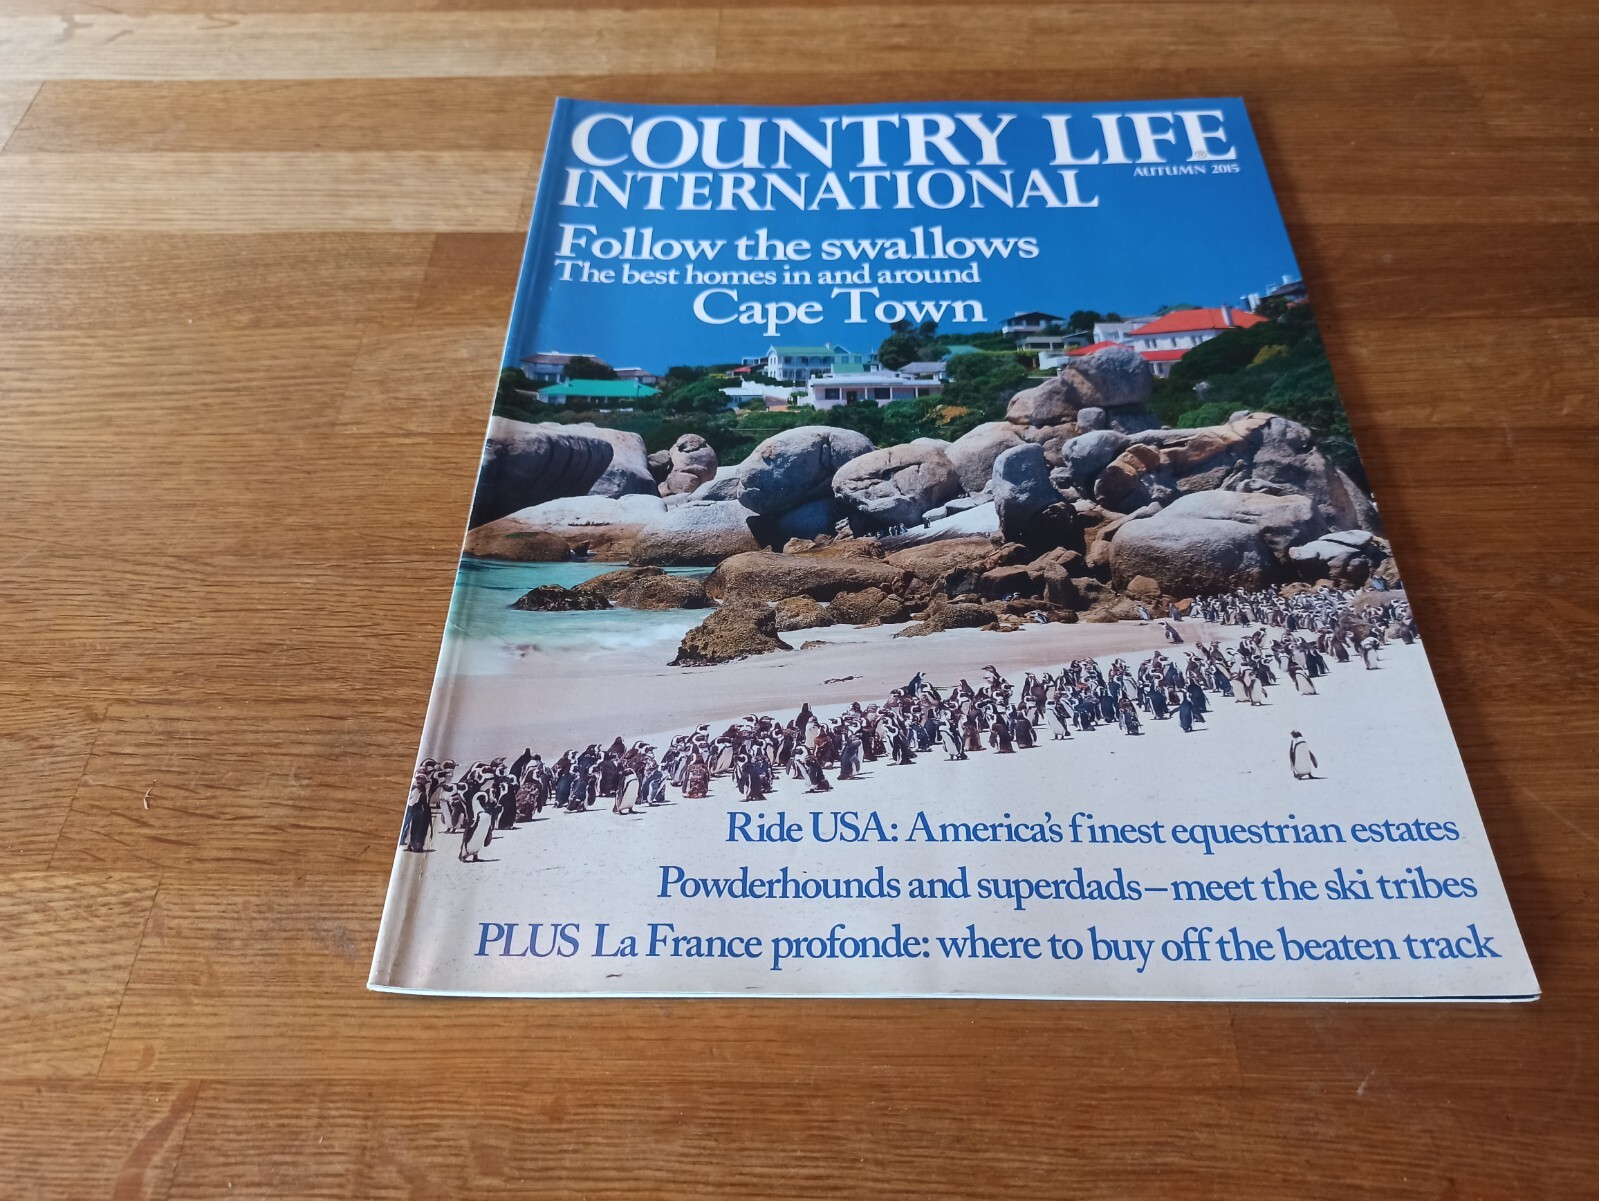 COUNTRY LIFE®
AUTUMN 2015
INTERNATIONAL
Follow the swallows
The best homes in and around
Cape Town
Ride USA: America's finest equestrian estates
Powderhounds and superdads–meet the ski tribes
PLUS La France profonde: where to buy off the beaten track